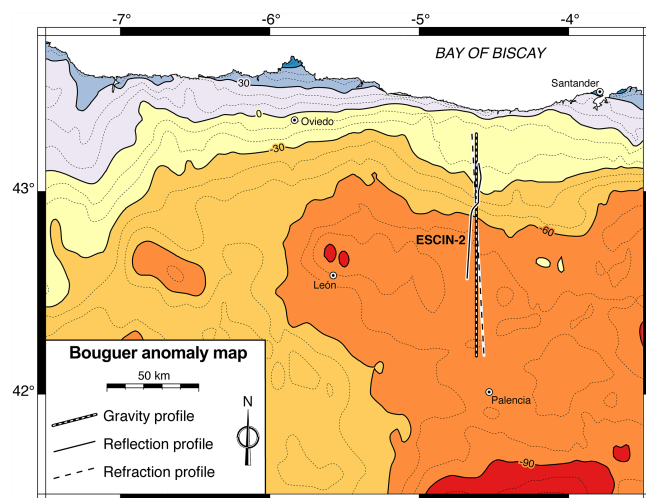 -7° -6° -5° -4°
BAY OF BISCAY
30
Santander
0
Oviedo
-30
43°
-60
ESCIN-2
León
Bouguer anomaly map
50 km
42°
Palencia
N
Gravity profile
Reflection profile
Refraction profile
-90